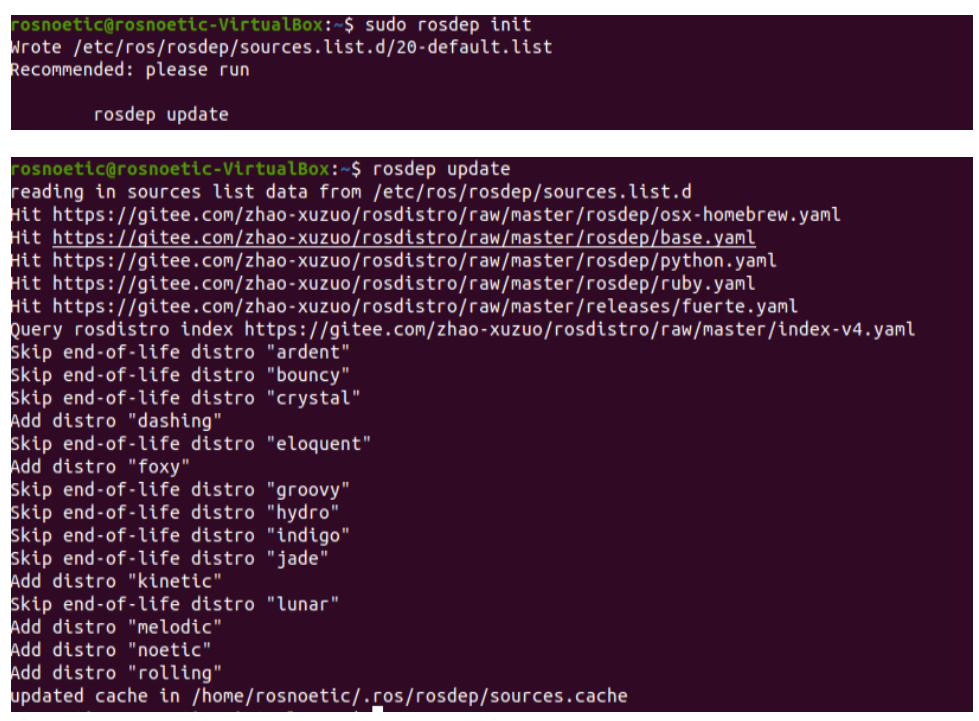 rosnoetic@rosnoetic-VirtualBox:~$ sudo rosdep init
Wrote /etc/ros/rosdep/sources.list.d/20-default.list
Recommended: please run
rosdep update
rosnoetic@rosnoetic-VirtualBox:~$ rosdep update
reading in sources list data from /etc/ros/rosdep/sources.list.d
Hit https://gitee.com/zhao-xuzuo/rosdistro/raw/master/rosdep/osx-homebrew.yaml
Hit https://gitee.com/zhao-xuzuo/rosdistro/raw/master/rosdep/base.yaml
Hit https://gitee.com/zhao-xuzuo/rosdistro/raw/master/rosdep/python.yaml
Hit https://gitee.com/zhao-xuzuo/rosdistro/raw/master/rosdep/ruby.yaml
Hit https://gitee.com/zhao-xuzuo/rosdistro/raw/master/releases/fuerte.yaml
Query rosdistro index https://gitee.com/zhao-xuzuo/rosdistro/raw/master/index-v4.yaml
Skip end-of-life distro "ardent"
Skip end-of-life distro "bouncy"
Skip end-of-life distro "crystal"
Add distro "dashing"
Skip end-of-life distro "eloquent"
Add distro "foxy"
Skip end-of-life distro "groovy"
Skip end-of-life distro "hydro"
Skip end-of-life distro "indigo"
Skip end-of-life distro "jade"
Add distro "kinetic"
Skip end-of-life distro "lunar"
Add distro "melodic"
Add distro "noetic"
Add distro "rolling"
updated cache in /home/rosnoetic/.ros/rosdep/sources.cache